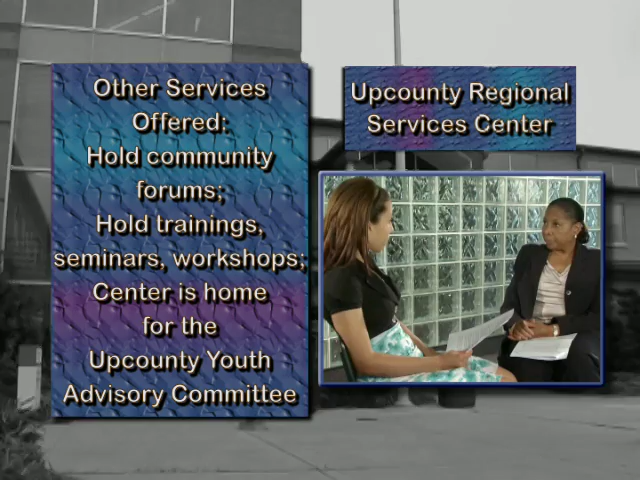 Other Services
Offered:
Hold community
forums;
Hold trainings,
seminars, workshops;
Center is home
for the
Upcounty Youth
Advisory Committee
Upcounty Regional
Services Center